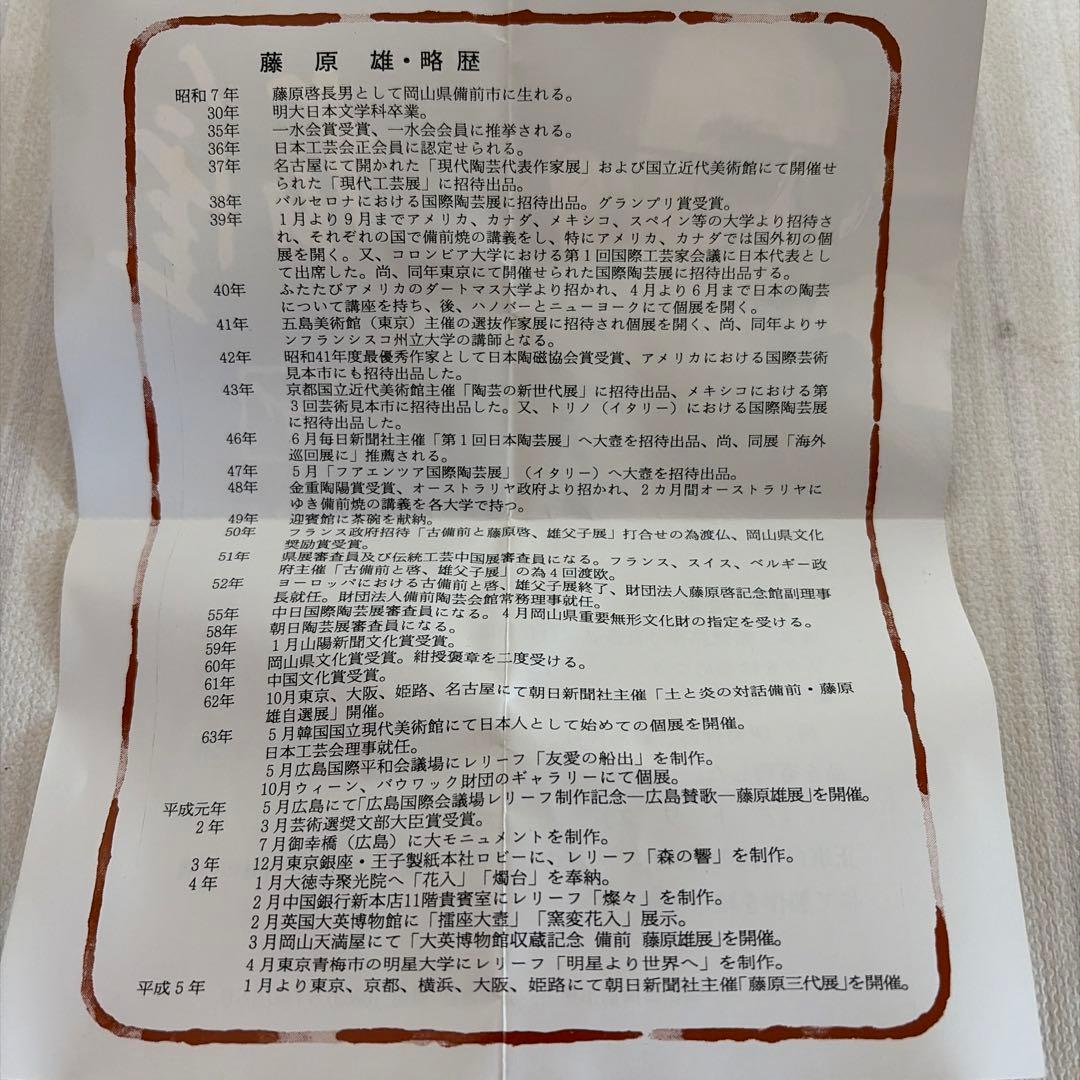 藤原 雄・略歴
昭和7年 藤原啓長男として岡山県備前市に生れる。
30年 明大日本文学科卒業。
35年 一水会賞受賞、一水会会員に推挙される。
36年 日本工芸会正会員に認定せられる。
37年 名古屋にて開かれた「現代陶芸代表作家展」および国立近代美術館にて開催せ
られた「現代工芸展」に招待出品。
38年 バルセロナにおける国際陶芸展に招待出品。グランプリ賞受賞。
39年 1月より9月までアメリカ、カナダ、メキシコ、スペイン等の大学より招待さ
れ、それぞれの国で備前焼の講義をし、特にアメリカ、カナダでは国外初の個
展を開く。又、コロンビア大学における第1回国際工芸家会議に日本代表とし
て出席した。尚、同年東京にて開催せられた国際陶芸展に招待出品する。
40年 ふたたびアメリカのダートマス大学より招かれ、4月より6月まで日本の陶芸
について講座を持ち、後、ハノバーとニューヨークにて個展を開く。
41年 五島美術館（東京）主催の選抜作家展に招待され個展を開く、尚、同年よりサ
ンフランシスコ州立大学の講師となる。
42年 昭和41年度最優秀作家として日本陶磁協会賞受賞、アメリカにおける国際芸術
見本市にも招待出品した。
43年 京都国立近代美術館主催「陶芸の新世代展」に招待出品、メキシコにおける第
3回芸術見本市に招待出品した。又、トリノ（イタリー）における国際陶芸展
に招待出品した。
46年 6月毎日新聞社主催「第1回日本陶芸展」へ大壺を招待出品、尚、同展「海外
巡回展に」推薦される。
47年 5月「フアエンツア国際陶芸展」（イタリー）へ大壺を招待出品。
48年 金重陶陽賞受賞、オーストラリヤ政府より招かれ、2カ月間オーストラリヤに
ゆき備前焼の講義を各大学で持つ。
49年 迎賓館に茶碗を献納。
50年 フランス政府招待「古備前と藤原啓、雄父子展」打合せの為渡仏、岡山県文化
奨励賞受賞。
51年 県展審査員及び伝統工芸中国展審査員になる。フランス、スイス、ベルギー政
府主催「古備前と啓、雄父子展」の為4回渡欧。
52年 ヨーロッパにおける古備前と啓、雄父子展終了、財団法人藤原啓記念館副理事
長就任。財団法人備前陶芸会館常務理事就任。
55年 中日国際陶芸展審査員になる。4月岡山県重要無形文化財の指定を受ける。
58年 朝日陶芸展審査員になる。
59年 1月山陽新聞文化賞受賞。
60年 岡山県文化賞受賞。紺授褒章を二度受ける。
61年 中国文化賞受賞。
62年 10月東京、大阪、姫路、名古屋にて朝日新聞社主催「土と炎の対話備前・藤原
雄自選展」開催。
63年 5月韓国国立現代美術館にて日本人として始めての個展を開催。
日本工芸会理事就任。
5月広島国際平和会議場にレリーフ「友愛の船出」を制作。
10月ウィーン、バウワック財団のギャラリーにて個展。
平成元年 5月広島にて「広島国際会議場レリーフ制作記念―広島賛歌―藤原雄展」を開催。
2年 3月芸術選奨文部大臣賞受賞。
7月御幸橋（広島）に大モニュメントを制作。
3年 12月東京銀座・王子製紙本社ロビーに、レリーフ「森の響」を制作。
4年 1月大徳寺聚光院へ「花入」「燭台」を奉納。
2月中国銀行新本店11階貴賓室にレリーフ「燦々」を制作。
2月英国大英博物館に「擂座大壺」「窯変花入」展示。
3月岡山天満屋にて「大英博物館収蔵記念 備前 藤原雄展」を開催。
4月東京青梅市の明星大学にレリーフ「明星より世界へ」を制作。
平成5年 1月より東京、京都、横浜、大阪、姫路にて朝日新聞社主催「藤原三代展」を開催。